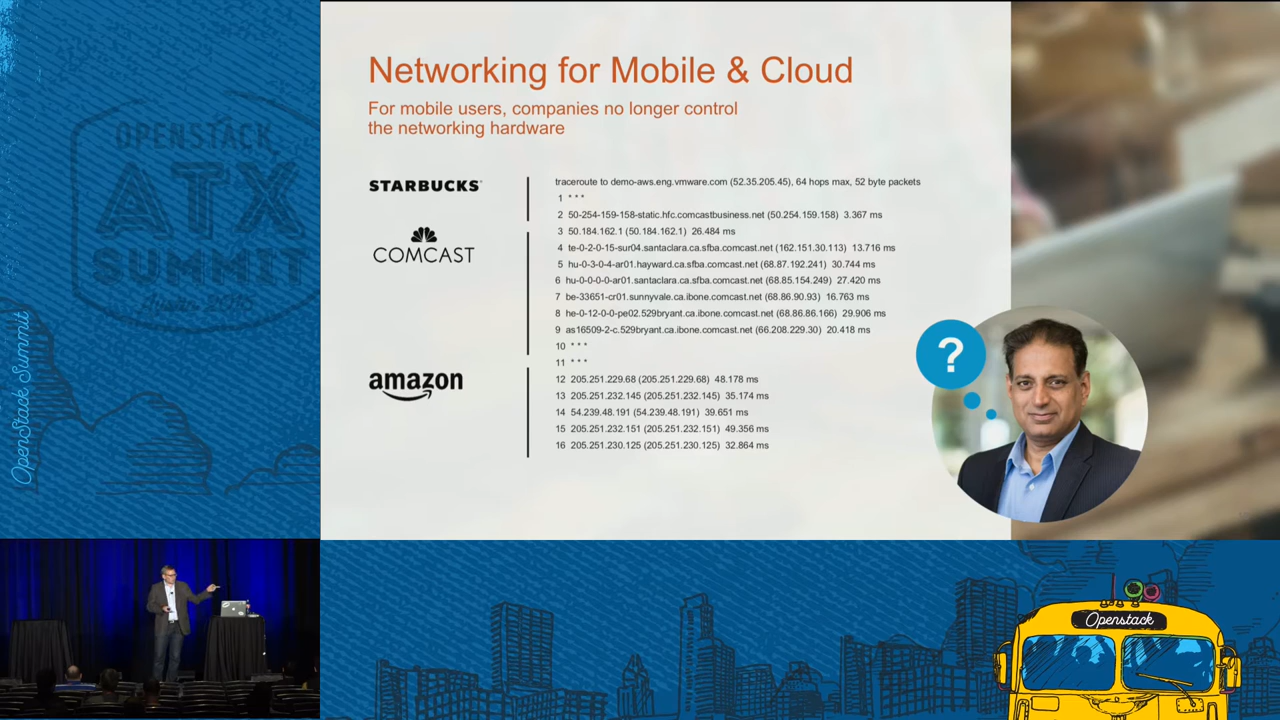 OPENSTACK
ATX
SUMMIT
OpenStack Summit
Networking for Mobile & Cloud
For mobile users, companies no longer control
the networking hardware
STARBUCKS
COMCAST
amazon
traceroute to demo-aws.eng.vmware.com (52.35.205.45), 64 hops max, 52 byte packets
1 * * *
2 50-254-159-158-static.hfc.comcastbusiness.net (50.254.159.158) 3.367 ms
3 50.184.162.1 (50.184.162.1) 26.484 ms
4 te-0-2-0-15-sur04.santaclara.ca.sfba.comcast.net (162.151.30.113) 13.716 ms
5 hu-0-3-0-4-ar01.hayward.ca.sfba.comcast.net (68.87.192.241) 30.744 ms
6 hu-0-0-0-0-ar01.santaclara.ca.sfba.comcast.net (68.85.154.249) 27.420 ms
7 be-33651-cr01.sunnyvale.ca.ibone.comcast.net (68.86.90.93) 16.763 ms
8 he-0-12-0-0-pe02.529bryant.ca.ibone.comcast.net (68.86.86.166) 29.906 ms
9 as16509-2-c.529bryant.ca.ibone.comcast.net (66.208.229.30) 20.418 ms
10 * * *
11 * * *
12 205.251.229.68 (205.251.229.68) 48.178 ms
13 205.251.232.145 (205.251.232.145) 35.174 ms
14 54.239.48.191 (54.239.48.191) 39.651 ms
15 205.251.232.151 (205.251.232.151) 49.356 ms
16 205.251.230.125 (205.251.230.125) 32.864 ms
?
Openstack